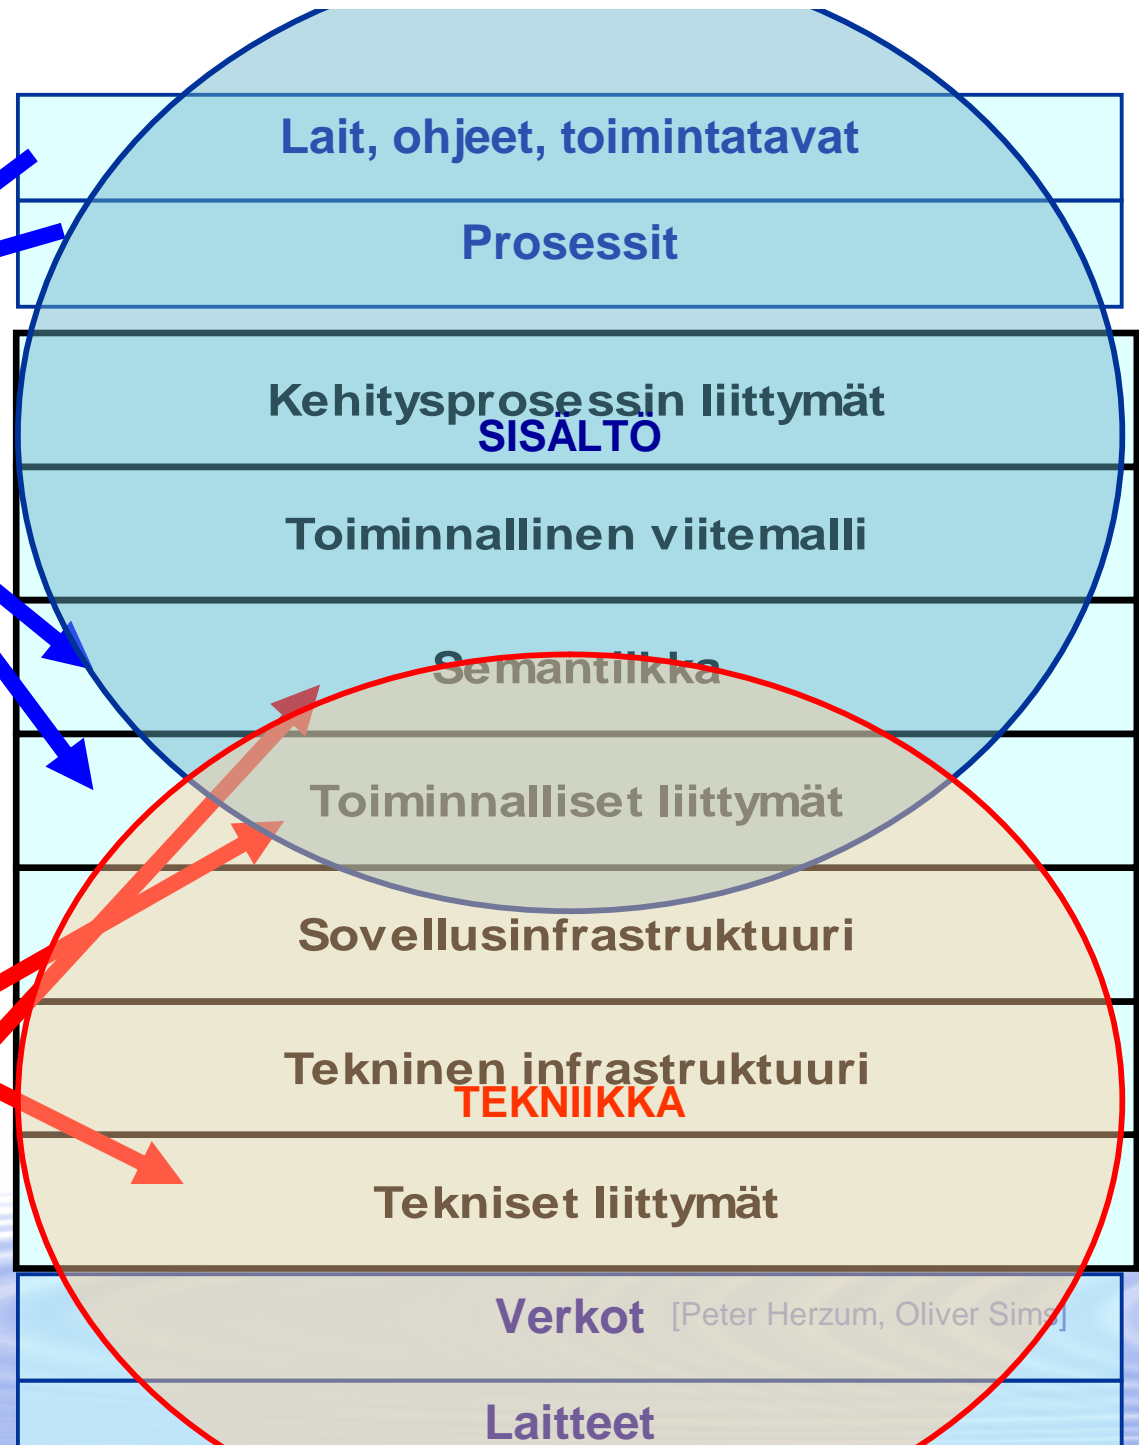 Lait, ohjeet, toimintatavat
Prosessit
Kehitysprosessin liittymät
SISÄLTÖ
Toiminnallinen viitemalli
Semantiikka
Toiminnalliset liittymät
Sovellusinfrastruktuuri
Tekninen infrastruktuuri
TEKNIIKKA
Tekniset liittymät
Verkot [Peter Herzum, Oliver Sims]
Laitteet